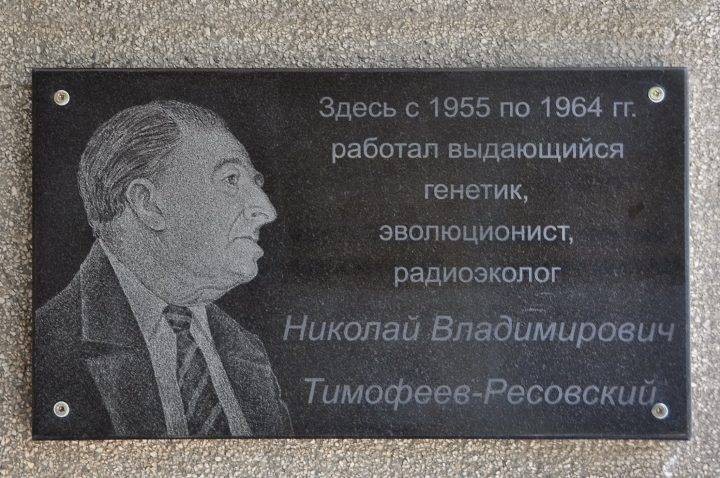 Здесь с 1955 по 1964 гг.
работал выдающийся
генетик,
эволюционист,
радиоэколог
Николай Владимирович
Тимофеев-Ресовский